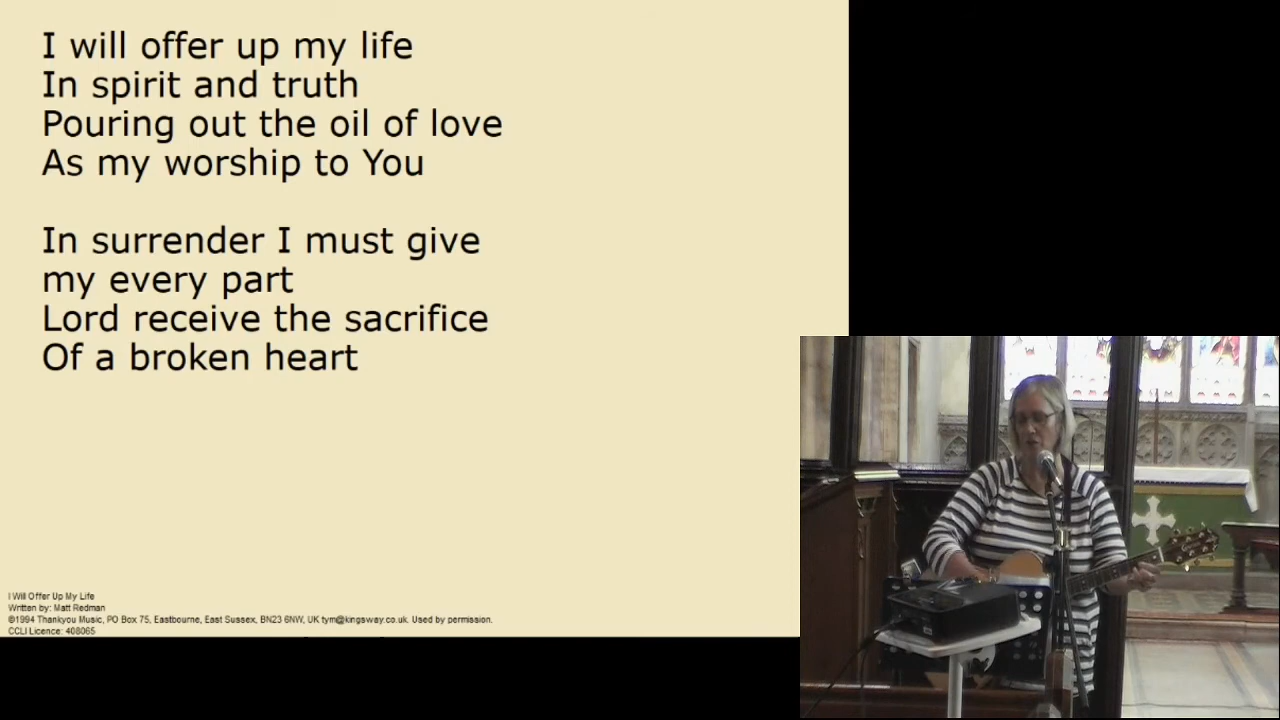 I will offer up my life
In spirit and truth
Pouring out the oil of love
As my worship to You
In surrender I must give
my every part
Lord receive the sacrifice
Of a broken heart
I Will Offer Up My Life
Written by: Matt Redman
©1994 Thankyou Music, PO Box 75, Eastbourne, East Sussex, BN23 6NW, UK tym@kingsway.co.uk. Used by permission.
CCLI Licence: 408065